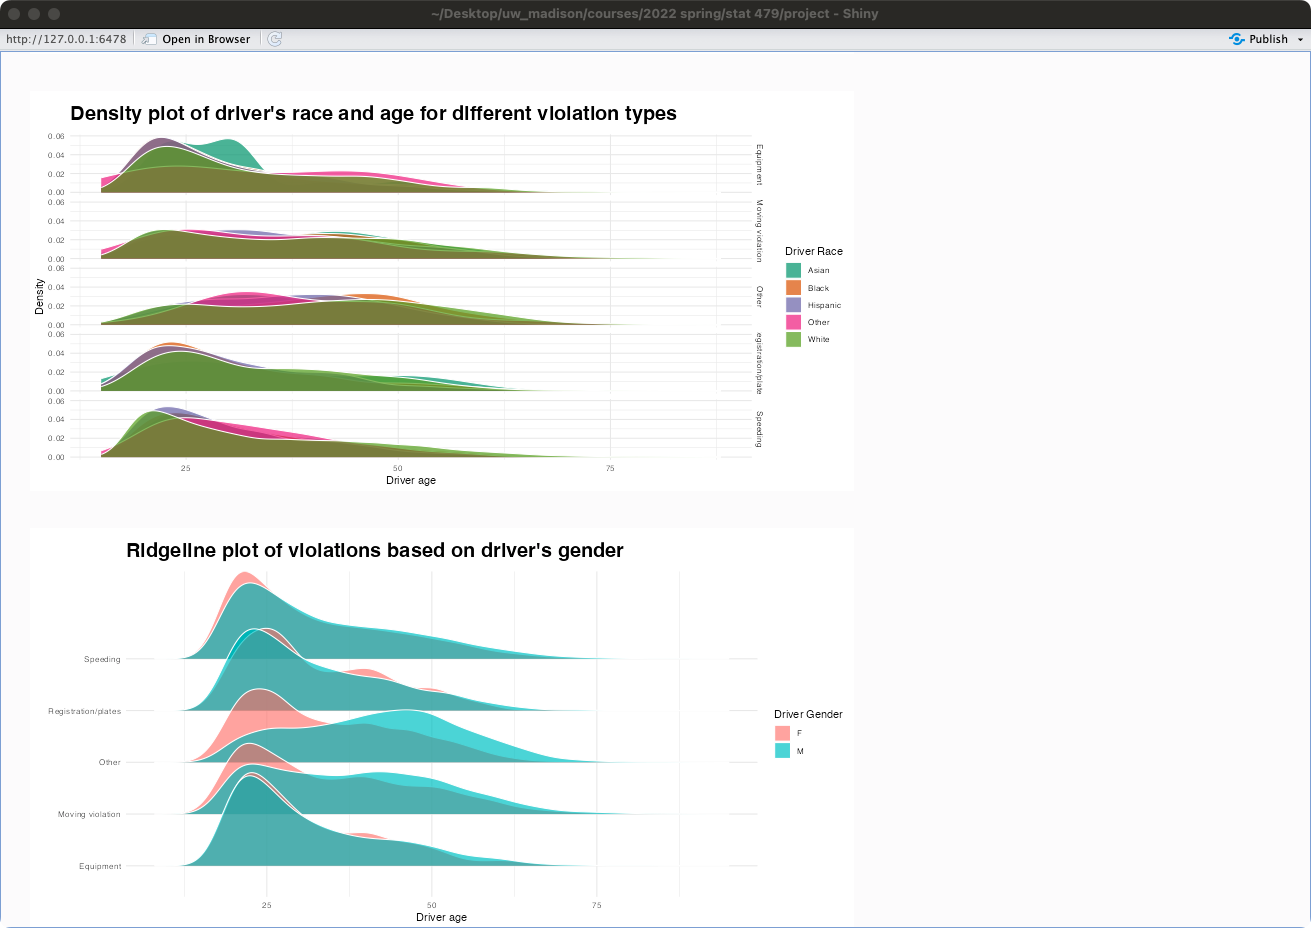 ~/Desktop/uw_madison/courses/2022 spring/stat 479/project - Shiny
http://127.0.0.1:6478
Open in Browser
Publish
Density plot of driver's race and age for different violation types
0.06
0.04
0.02
0.00
Equipment
0.06
0.04
0.02
0.00
Moving violation
0.06
0.04
0.02
0.00
Other
0.06
0.04
0.02
0.00
egistration/plate
0.06
0.04
0.02
0.00
Speeding
Density
25
50
75
Driver age
Driver Race
Asian
Black
Hispanic
Other
White
Ridgeline plot of violations based on driver's gender
Speeding
Registration/plates
Other
Moving violation
Equipment
25
50
75
Driver age
Driver Gender
F
M